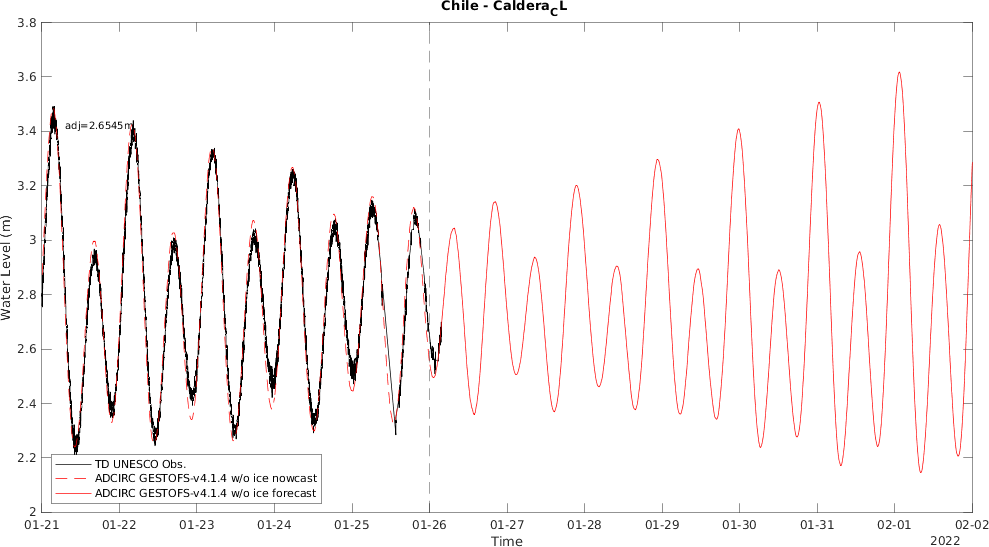 Chile - Caldera_CL
3.8
3.6
3.4
3.2
3
2.8
2.6
2.4
2.2
2
Water Level (m)
adj=2.6545m
TD UNESCO Obs.
ADCIRC GESTOFS-v4.1.4 w/o ice nowcast
ADCIRC GESTOFS-v4.1.4 w/o ice forecast
01-21 01-22 01-23 01-24 01-25 01-26 01-27 01-28 01-29 01-30 01-31 02-01 02-02
Time
2022